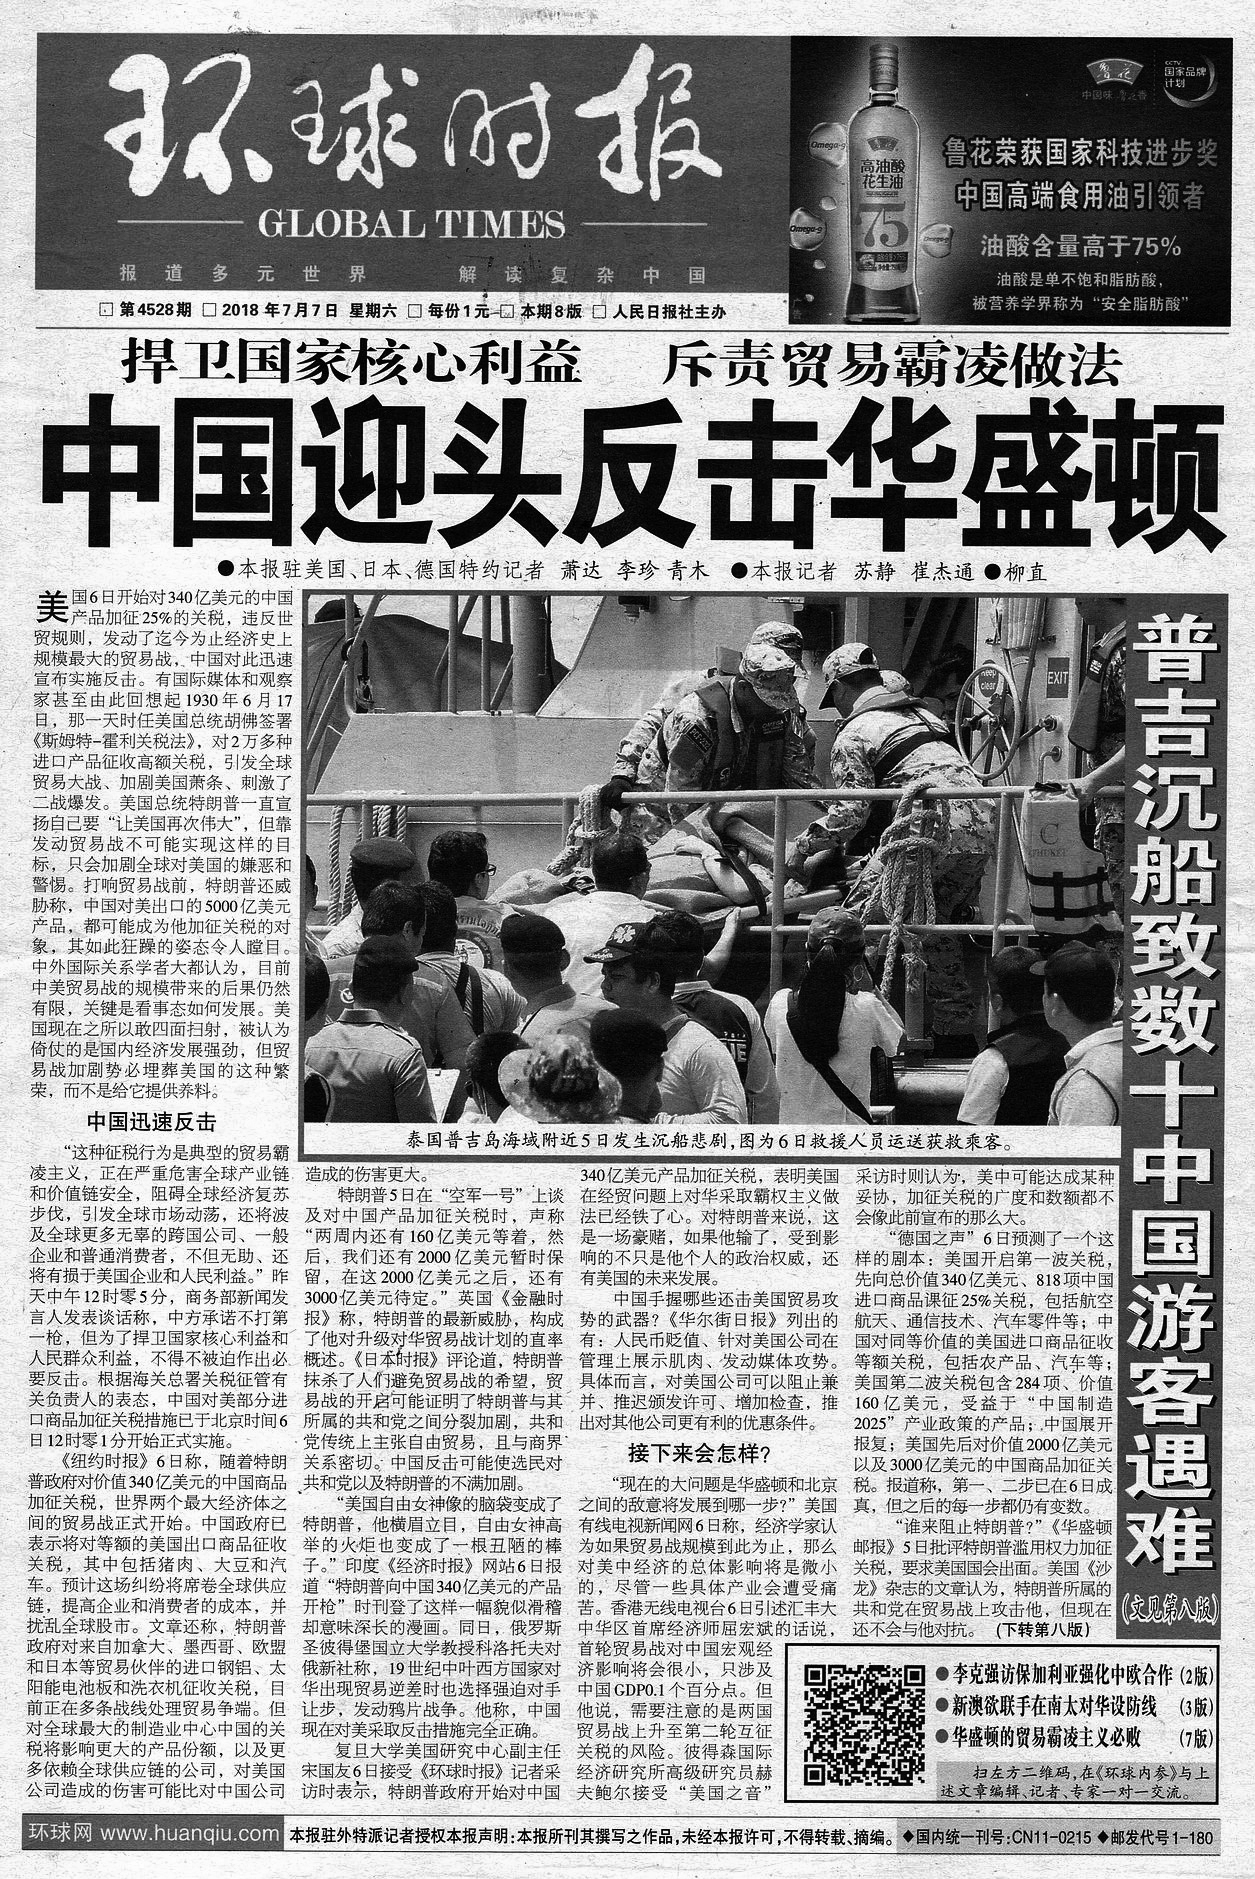 环球时报
GLOBAL TIMES
报道多元世界 解读复杂中国
鲁花
中国味 鲁花香
CCTV.
国家品牌
计划
Omega-9
Omega-9
Omega-9
鲁花
高油酸
花生油
75
鲁花荣获国家科技进步奖
中国高端食用油引领者
油酸含量高于75%
油酸是单不饱和脂肪酸，
被营养学界称为“安全脂肪酸”
第4528期 2018年7月7日 星期六 每份1元 本期8版 人民日报社主办
捍卫国家核心利益 斥责贸易霸凌做法
中国迎头反击华盛顿
●本报驻美国、日本、德国特约记者 萧达 李珍 青木 ●本报记者 苏静 崔杰通 ●柳直
美国6日开始对340亿美元的中国
产品加征25%的关税，违反世
贸规则，发动了迄今为止经济史上
规模最大的贸易战，中国对此迅速
宣布实施反击。有国际媒体和观察
家甚至由此回想起1930年6月17
日，那一天时任美国总统胡佛签署
《斯姆特-霍利关税法》，对2万多种
进口产品征收高额关税，引发全球
贸易大战、加剧美国萧条、刺激了
二战爆发。美国总统特朗普一直宣
扬自己要“让美国再次伟大”，但靠
发动贸易战不可能实现这样的目
标，只会加剧全球对美国的嫌恶和
警惕。打响贸易战前，特朗普还威
胁称，中国对美出口的5000亿美元
产品，都可能成为他加征关税的对
象，其如此狂躁的姿态令人瞠目。
中外国际关系学者大都认为，目前
中美贸易战的规模带来的后果仍然
有限，关键是看事态如何发展。美
国现在之所以敢四面扫射，被认为
倚仗的是国内经济发展强劲，但贸
易战加剧势必埋葬美国的这种繁
荣，而不是给它提供养料。
中国迅速反击
“这种征税行为是典型的贸易霸
凌主义，正在严重危害全球产业链
和价值链安全，阻碍全球经济复苏
步伐，引发全球市场动荡，还将波
及全球更多无辜的跨国公司、一般
企业和普通消费者，不但无助、还
将有损于美国企业和人民利益。”昨
天中午12时零5分，商务部新闻发
言人发表谈话称，中方承诺不打第
一枪，但为了捍卫国家核心利益和
人民群众利益，不得不被迫作出必
要反击。根据海关总署关税征管有
关负责人的表态，中国对美部分进
口商品加征关税措施已于北京时间6
日12时零1分开始正式实施。
《纽约时报》6日称，随着特朗
普政府对价值340亿美元的中国商品
加征关税，世界两个最大经济体之
间的贸易战正式开始。中国政府已
表示将对等额的美国出口商品征收
关税，其中包括猪肉、大豆和汽
车。预计这场纠纷将席卷全球供应
链，提高企业和消费者的成本，并
扰乱全球股市。文章还称，特朗普
政府对来自加拿大、墨西哥、欧盟
和日本等贸易伙伴的进口钢铝、太
阳能电池板和洗衣机征收关税，目
前正在多条战线处理贸易争端。但
对全球最大的制造业中心中国的关
税将影响更大的产品份额，以及更
多依赖全球供应链的公司，对美国
公司造成的伤害可能比对中国公司
EXIT
keep
clear
C
PHUKET
泰国普吉岛海域附近5日发生沉船悲剧，图为6日救援人员运送获救乘客。
造成的伤害更大。
特朗普5日在“空军一号”上谈
及对中国产品加征关税时，声称
“两周内还有160亿美元等着，然
后，我们还有2000亿美元暂时保
留，在这2000亿美元之后，还有
3000亿美元待定。”英国《金融时
报》称，特朗普的最新威胁，构成
了他对升级对华贸易战计划的直率
概述。《日本时报》评论道，特朗普
抹杀了人们避免贸易战的希望，贸
易战的开启可能证明了特朗普与其
所属的共和党之间分裂加剧，共和
党传统上主张自由贸易，且与商界
关系密切。中国反击可能使选民对
共和党以及特朗普的不满加剧。
“美国自由女神像的脑袋变成了
特朗普，他横眉立目，自由女神高
举的火炬也变成了一根丑陋的棒
子。”印度《经济时报》网站6日报
道“特朗普向中国340亿美元的产品
开枪”时刊登了这样一幅貌似滑稽
却意味深长的漫画。同日，俄罗斯
圣彼得堡国立大学教授科洛托夫对
俄新社称，19世纪中叶西方国家对
华出现贸易逆差时也选择强迫对手
让步，发动鸦片战争。他称，中国
现在对美采取反击措施完全正确。
复旦大学美国研究中心副主任
宋国友6日接受《环球时报》记者采
访时表示，特朗普政府开始对中国
340亿美元产品加征关税，表明美国
在经贸问题上对华采取霸权主义做
法已经铁了心。对特朗普来说，这
是一场豪赌，如果他输了，受到影
响的不只是他个人的政治权威，还
有美国的未来发展。
中国手握哪些还击美国贸易攻
势的武器？《华尔街日报》列出的
有：人民币贬值、针对美国公司在
管理上展示肌肉、发动媒体攻势。
具体而言，对美国公司可以阻止兼
并、推迟颁发许可、增加检查，推
出对其他公司更有利的优惠条件。
接下来会怎样？
“现在的大问题是华盛顿和北京
之间的敌意将发展到哪一步？”美国
有线电视新闻网6日称，经济学家认
为如果贸易战规模到此为止，那么
对美中经济的总体影响将是微小
的，尽管一些具体产业会遭受痛
苦。香港无线电视台6日引述汇丰大
中华区首席经济师屈宏斌的话说，
首轮贸易战对中国宏观经
济影响将会很小，只涉及
中国GDP0.1个百分点。但
他说，需要注意的是两国
贸易战上升至第二轮互征
关税的风险。彼得森国际
经济研究所高级研究员赫
夫鲍尔接受“美国之音”
采访时则认为，美中可能达成某种
妥协，加征关税的广度和数额都不
会像此前宣布的那么大。
“德国之声”6日预测了一个这
样的剧本：美国开启第一波关税，
先向总价值340亿美元、818项中国
进口商品课征25%关税，包括航空
航天、通信技术、汽车零件等；中
国对同等价值的美国进口商品征收
等额关税，包括农产品、汽车等；
美国第二波关税包含284项、价值
160亿美元，受益于“中国制造
2025”产业政策的产品；中国展开
报复；美国先后对价值2000亿美元
以及3000亿美元的中国商品加征关
税。报道称，第一、二步已在6日成
真，但之后的每一步都仍有变数。
“谁来阻止特朗普？”《华盛顿
邮报》5日批评特朗普滥用权力加征
关税，要求美国国会出面。美国《沙
龙》杂志的文章认为，特朗普所属的
共和党在贸易战上攻击他，但现在
还不会与他对抗。（下转第八版）
普吉沉船致数十中国游客遇难
（文见第八版）
●李克强访保加利亚强化中欧合作（2版）
●新澳欲联手在南太对华设防线（3版）
●华盛顿的贸易霸凌主义必败（7版）
扫左方二维码，在《环球内参》与上
述文章编辑、记者、专家一对一交流。
环球网 www.huanqiu.com 本报驻外特派记者授权本报声明：本报所刊其撰写之作品，未经本报许可，不得转载、摘编。 ◆国内统一刊号：CN11-0215 ◆邮发代号1-180